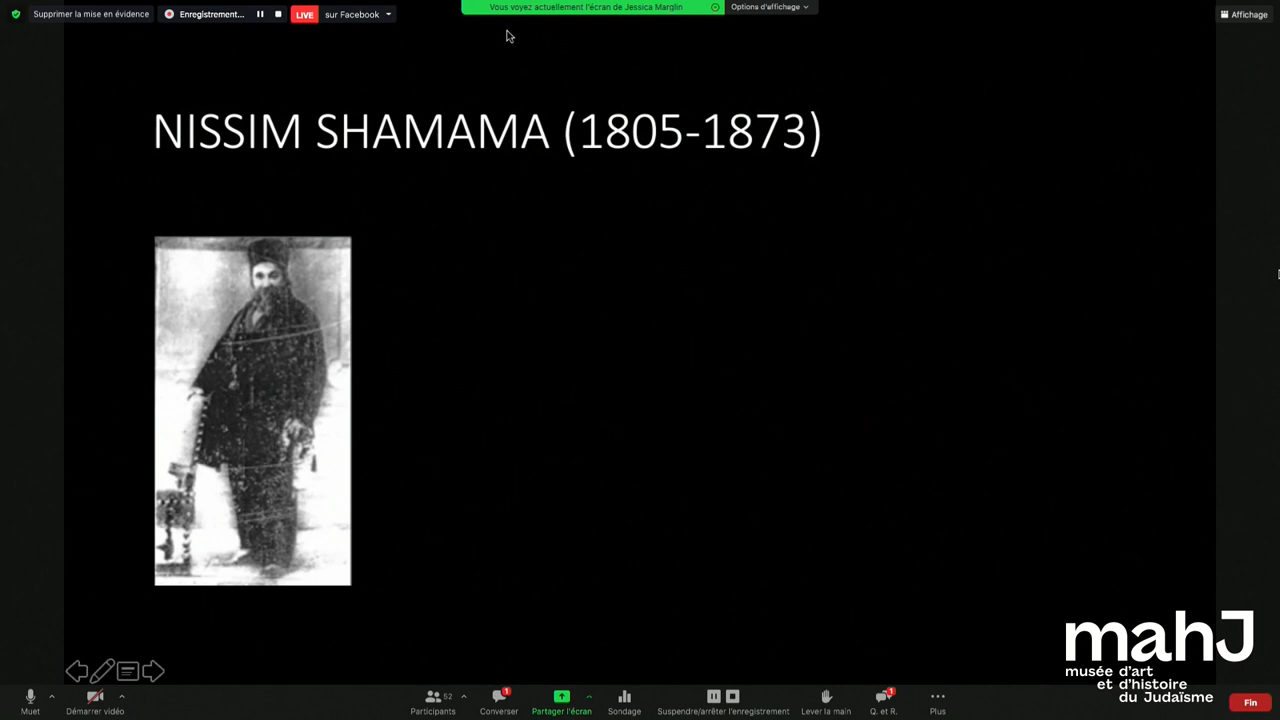 Supprimer la mise en évidence
Enregistrement...
LIVE sur Facebook
Vous voyez actuellement l'écran de Jessica Marglin
Options d'affichage
Affichage
NISSIM SHAMAMA (1805-1873)
mahJ
musée d'art
et d'histoire
du Judaïsme
Muet
Démarrer vidéo
52
Participants
1
Converser
Partager l'écran
Sondage
Suspendre/arrêter l'enregistrement
Lever la main
1
Q. et R.
Plus
Fin